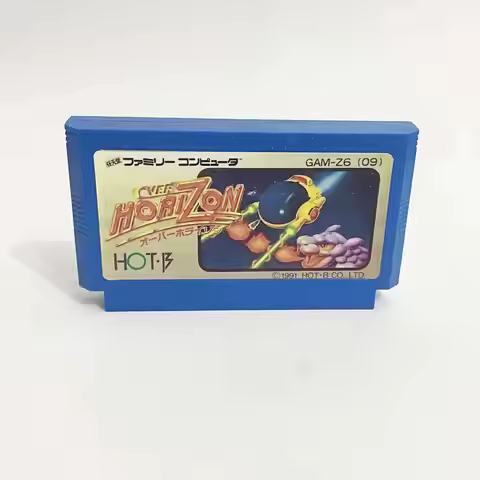 任天堂 ファミリー コンピュータ
GAM-Z6 (09)
OVER
HORIZON
オーバーホライゾン
HOT・B
©1991 HOT・B CO., LTD.